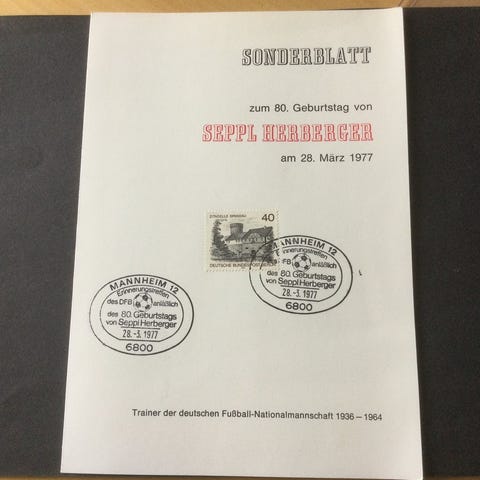 SONDERBLATT
zum 80. Geburtstag von
SEPPL HERBERGER
am 28. März 1977
ZITADELLE SPANDAU
40
DEUTSCHE BUNDESPOST BERLIN
MANNHEIM 12
Erinnerungstreffen
des DFB anläßlich
des 80. Geburtstags
von Seppl Herberger
28.-3.1977
6800
MANNHEIM 12
Erinnerungstreffen
DFB anläßlich
des 80. Geburtstags
von Seppl Herberger
28.-3.1977
6800
Trainer der deutschen Fußball-Nationalmannschaft 1936 – 1964